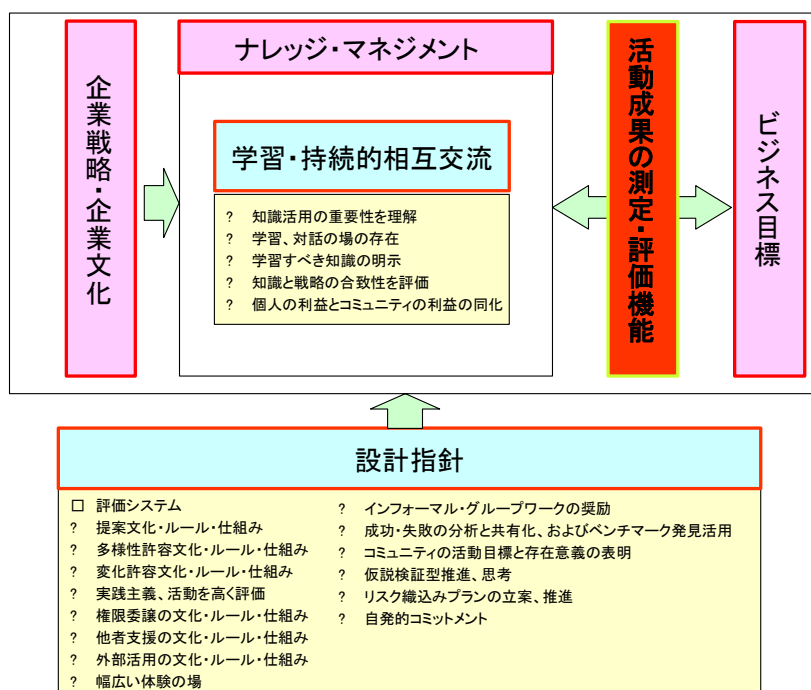 企業戦略・企業文化
ナレッジ・マネジメント
学習・持続的相互交流
? 知識活用の重要性を理解
? 学習、対話の場の存在
? 学習すべき知識の明示
? 知識と戦略の合致性を評価
? 個人の利益とコミュニティの利益の同化
活動成果の測定・評価機能
ビジネス目標
設計指針
□ 評価システム
? 提案文化・ルール・仕組み
? 多様性許容文化・ルール・仕組み
? 変化許容文化・ルール・仕組み
? 実践主義、活動を高く評価
? 権限委譲の文化・ルール・仕組み
? 他者支援の文化・ルール・仕組み
? 外部活用の文化・ルール・仕組み
? 幅広い体験の場
? インフォーマル・グループワークの奨励
? 成功・失敗の分析と共有化、およびベンチマーク発見活用
? コミュニティの活動目標と存在意義の表明
? 仮説検証型推進、思考
? リスク織込みプランの立案、推進
? 自発的コミットメント